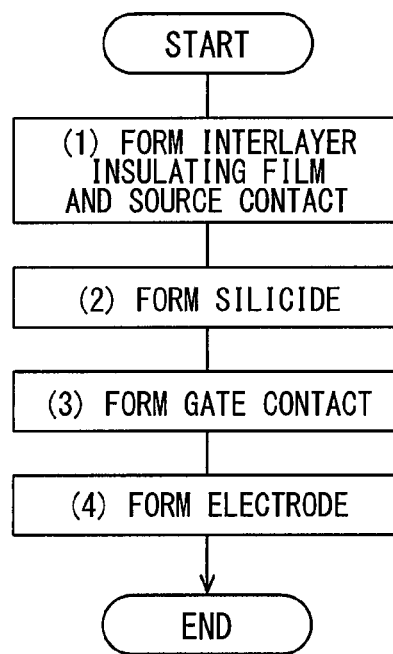 START
(1) FORM INTERLAYER
INSULATING FILM
AND SOURCE CONTACT
(2) FORM SILICIDE
(3) FORM GATE CONTACT
(4) FORM ELECTRODE
END